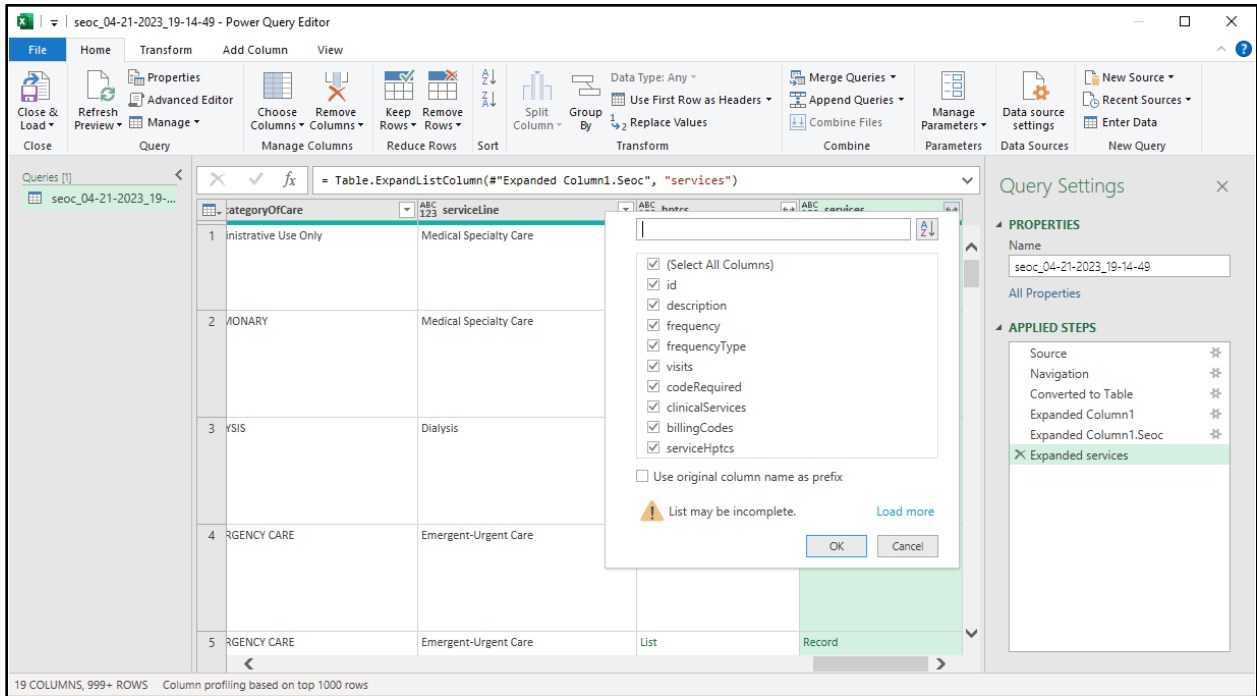 seoc_04-21-2023_19-14-49 - Power Query Editor
File Home Transform Add Column View
Close & Load
Refresh Preview
Properties
Advanced Editor
Manage
Choose Columns
Remove Columns
Keep Rows
Remove Rows
Split Column
Group By
Data Type: Any
Use First Row as Headers
Replace Values
Merge Queries
Append Queries
Combine Files
Manage Parameters
Data source settings
New Source
Recent Sources
Enter Data
Close Query Manage Columns Reduce Rows Sort Transform Combine Parameters Data Sources New Query
Queries [1]
seoc_04-21-2023_19-...
fx = Table.ExpandListColumn(#"Expanded Column1.Seoc", "services")
categoryOfCare ABC 123 serviceLine ABC 123 hptcs ABC 123 services
1 inistrative Use Only Medical Specialty Care
2 MONARY Medical Specialty Care
3 YSIS Dialysis
4 RGENCY CARE Emergent-Urgent Care
5 RGENCY CARE Emergent-Urgent Care List Record
(Select All Columns)
id
description
frequency
frequencyType
visits
codeRequired
clinicalServices
billingCodes
serviceHptcs
Use original column name as prefix
List may be incomplete. Load more
OK Cancel
Query Settings
PROPERTIES
Name
seoc_04-21-2023_19-14-49
All Properties
APPLIED STEPS
Source
Navigation
Converted to Table
Expanded Column1
Expanded Column1.Seoc
Expanded services
19 COLUMNS, 999+ ROWS Column profiling based on top 1000 rows